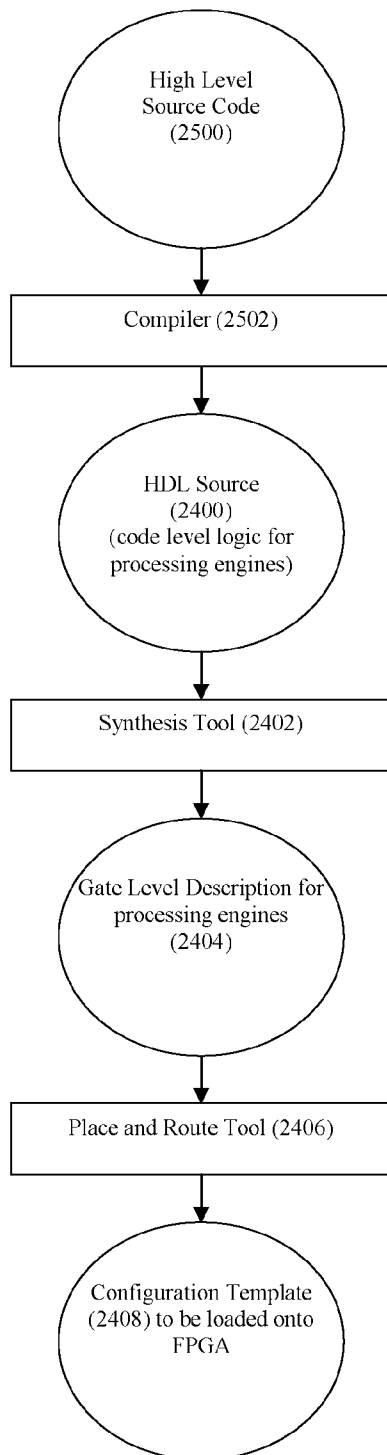 High Level
Source Code
(2500)
Compiler (2502)
HDL Source
(2400)
(code level logic for
processing engines)
Synthesis Tool (2402)
Gate Level Description for
processing engines
(2404)
Place and Route Tool (2406)
Configuration Template
(2408) to be loaded onto
FPGA